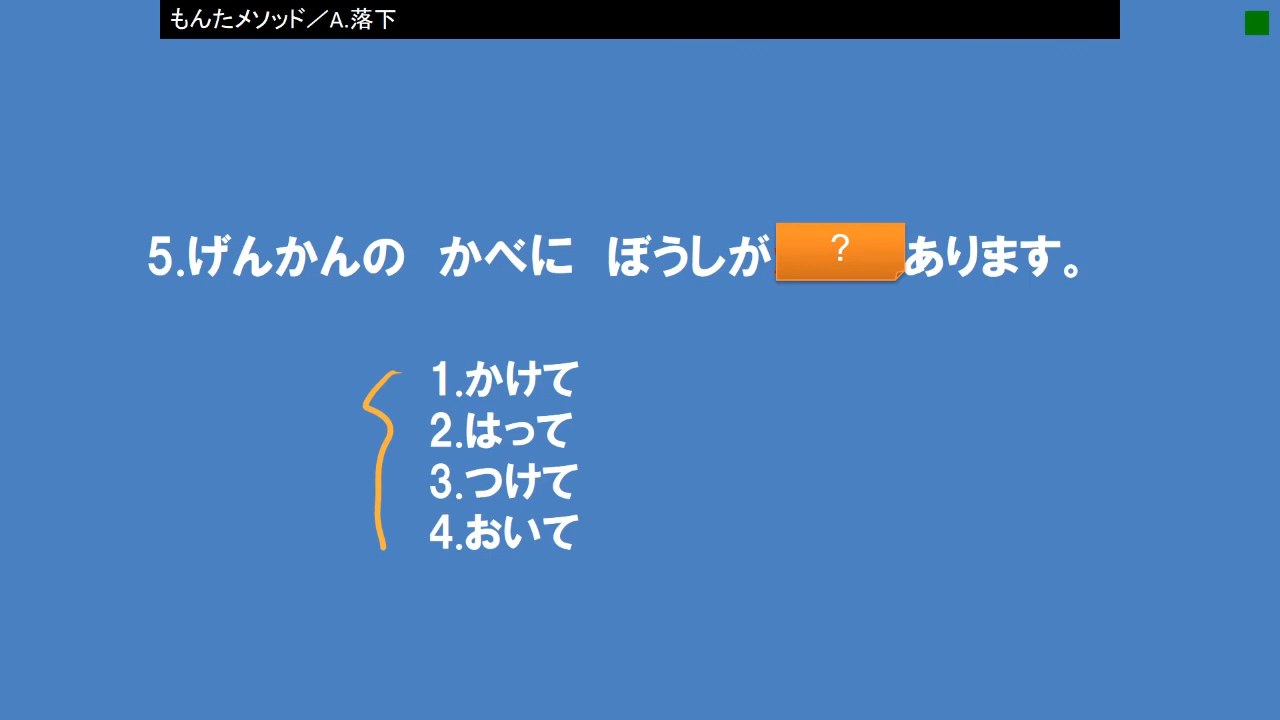 もんたメソッド／A.落下
5.げんかんの　かべに　ぼうしが ? あります。
1.かけて
2.はって
3.つけて
4.おいて